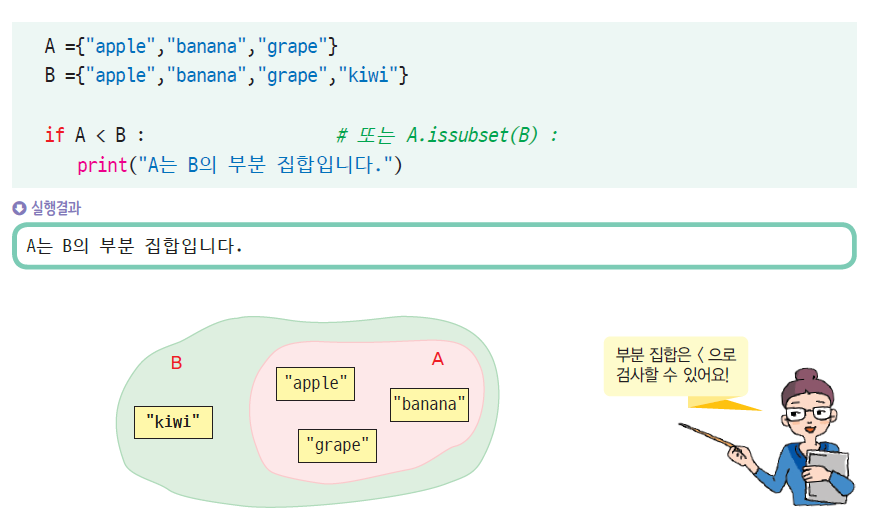 A ={"apple","banana","grape"}
B ={"apple","banana","grape","kiwi"}
if A < B : # 또는 A.issubset(B) :
print("A는 B의 부분 집합입니다.")
실행결과
A는 B의 부분 집합입니다.
B
A
"apple"
"banana"
"kiwi"
"grape"
부분 집합은 < 으로
검사할 수 있어요!